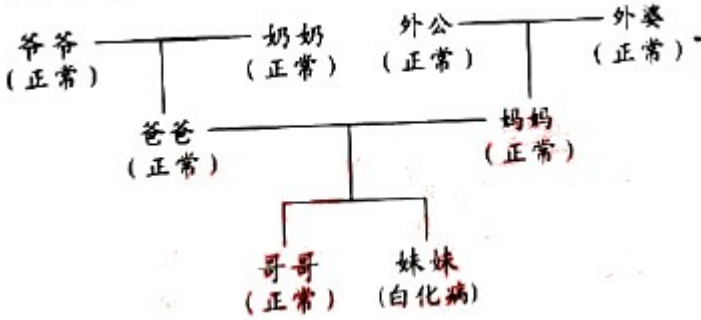 爷爷
(正常)
奶奶
(正常)
外公
(正常)
外婆
(正常)
爸爸
(正常)
妈妈
(正常)
哥哥
(正常)
妹妹
(白化病)